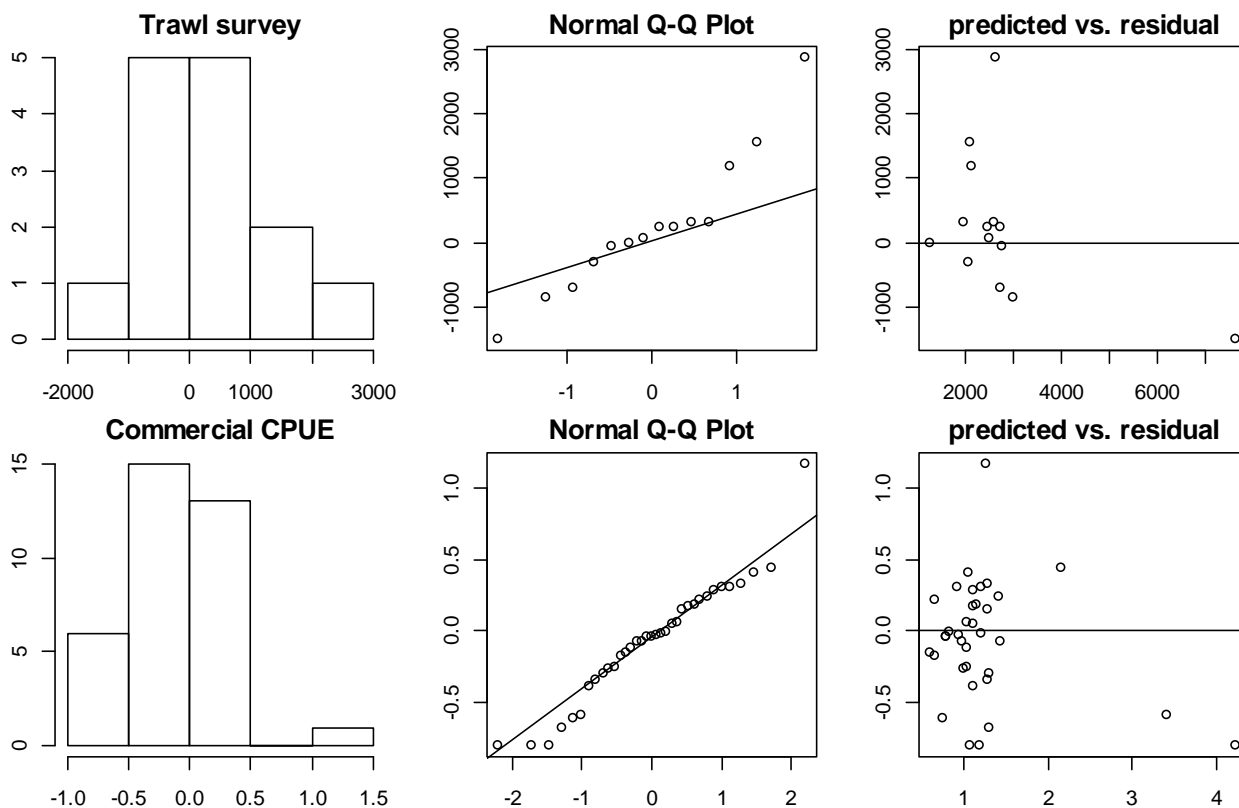 Trawl survey
0 1 2 3 4 5
-2000 0 1000 3000
Normal Q-Q Plot
-1000 0 1000 2000 3000
-1 0 1
predicted vs. residual
-1000 0 1000 2000 3000
2000 4000 6000
Commercial CPUE
0 5 10 15
-1.0 -0.5 0.0 0.5 1.0 1.5
Normal Q-Q Plot
-0.5 0.0 0.5 1.0
-2 -1 0 1 2
predicted vs. residual
-0.5 0.0 0.5 1.0
1 2 3 4